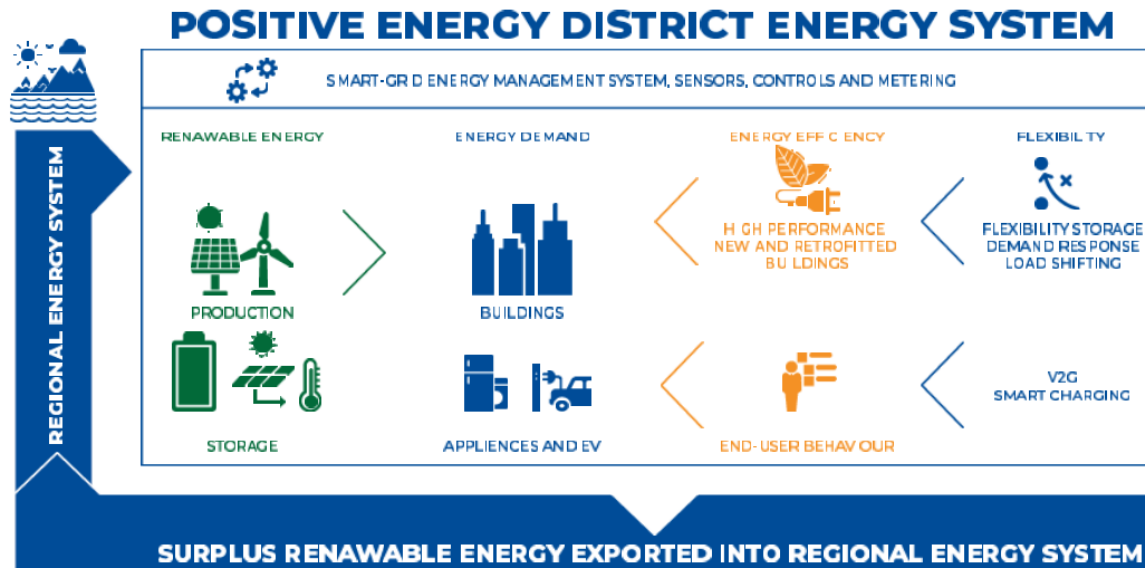 POSITIVE ENERGY DISTRICT ENERGY SYSTEM
SMART-GRID ENERGY MANAGEMENT SYSTEM, SENSORS, CONTROLS AND METERING
REGIONAL ENERGY SYSTEM
RENAWABLE ENERGY
ENERGY DEMAND
ENERGY EFFICIENCY
FLEXIBILITY
PRODUCTION
BUILDINGS
HIGH PERFORMANCE
NEW AND RETROFITTED
BUILDINGS
FLEXIBILITY STORAGE
DEMAND RESPONSE
LOAD SHIFTING
STORAGE
APPLIENCES AND EV
END-USER BEHAVIOUR
V2G
SMART CHARGING
SURPLUS RENAWABLE ENERGY EXPORTED INTO REGIONAL ENERGY SYSTEM